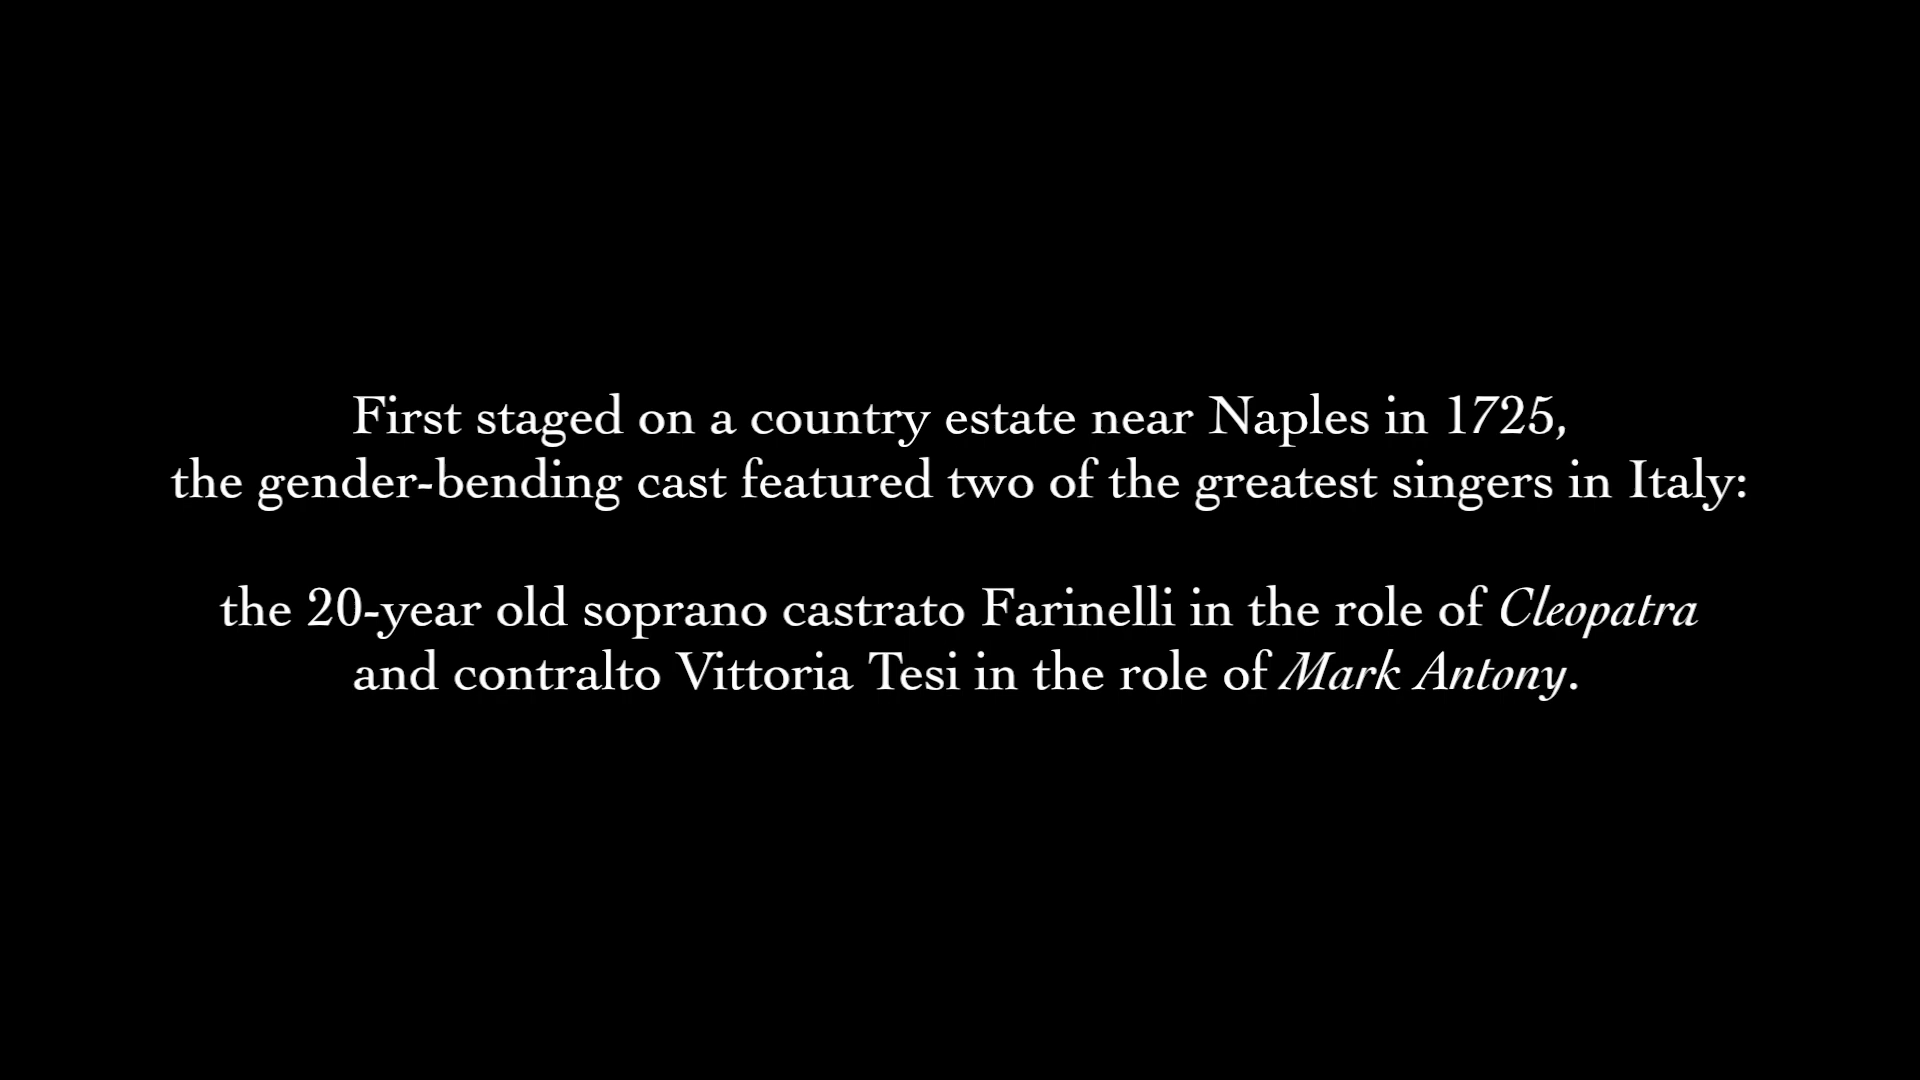 First staged on a country estate near Naples in 1725,
the gender-bending cast featured two of the greatest singers in Italy:
the 20-year old soprano castrato Farinelli in the role of Cleopatra
and contralto Vittoria Tesi in the role of Mark Antony.